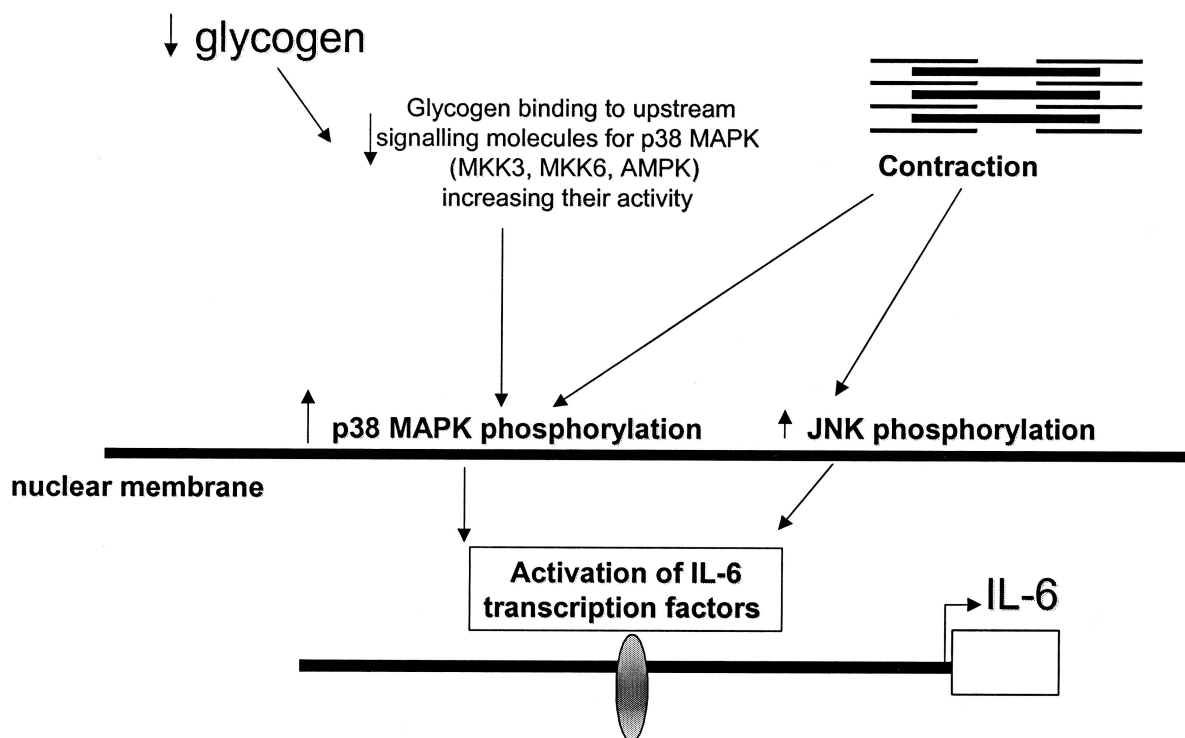 ↓ glycogen
↓ Glycogen binding to upstream
signalling molecules for p38 MAPK
(MKK3, MKK6, AMPK)
increasing their activity
Contraction
↑ p38 MAPK phosphorylation
↑ JNK phosphorylation
nuclear membrane
Activation of IL-6
transcription factors
IL-6